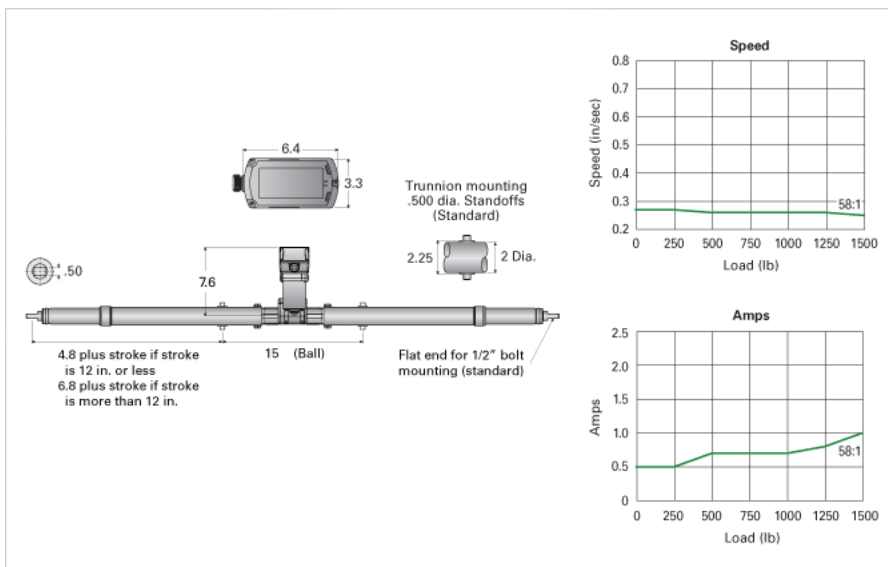 6.4
3.3
Trunnion mounting
.500 dia. Standoffs
(Standard)
2.25
2 Dia.
.50
7.6
4.8 plus stroke if stroke
is 12 in. or less
6.8 plus stroke if stroke
is more than 12 in.
15 (Ball)
Flat end for 1/2" bolt
mounting (standard)
Speed
Speed (in/sec)
0.8
0.7
0.6
0.5
0.4
0.3
0.2
58:1
0 250 500 750 1000 1250 1500
Load (lb)
Amps
Amps
2.5
2.0
1.5
1.0
0.5
0
58:1
0 250 500 750 1000 1250 1500
Load (lb)